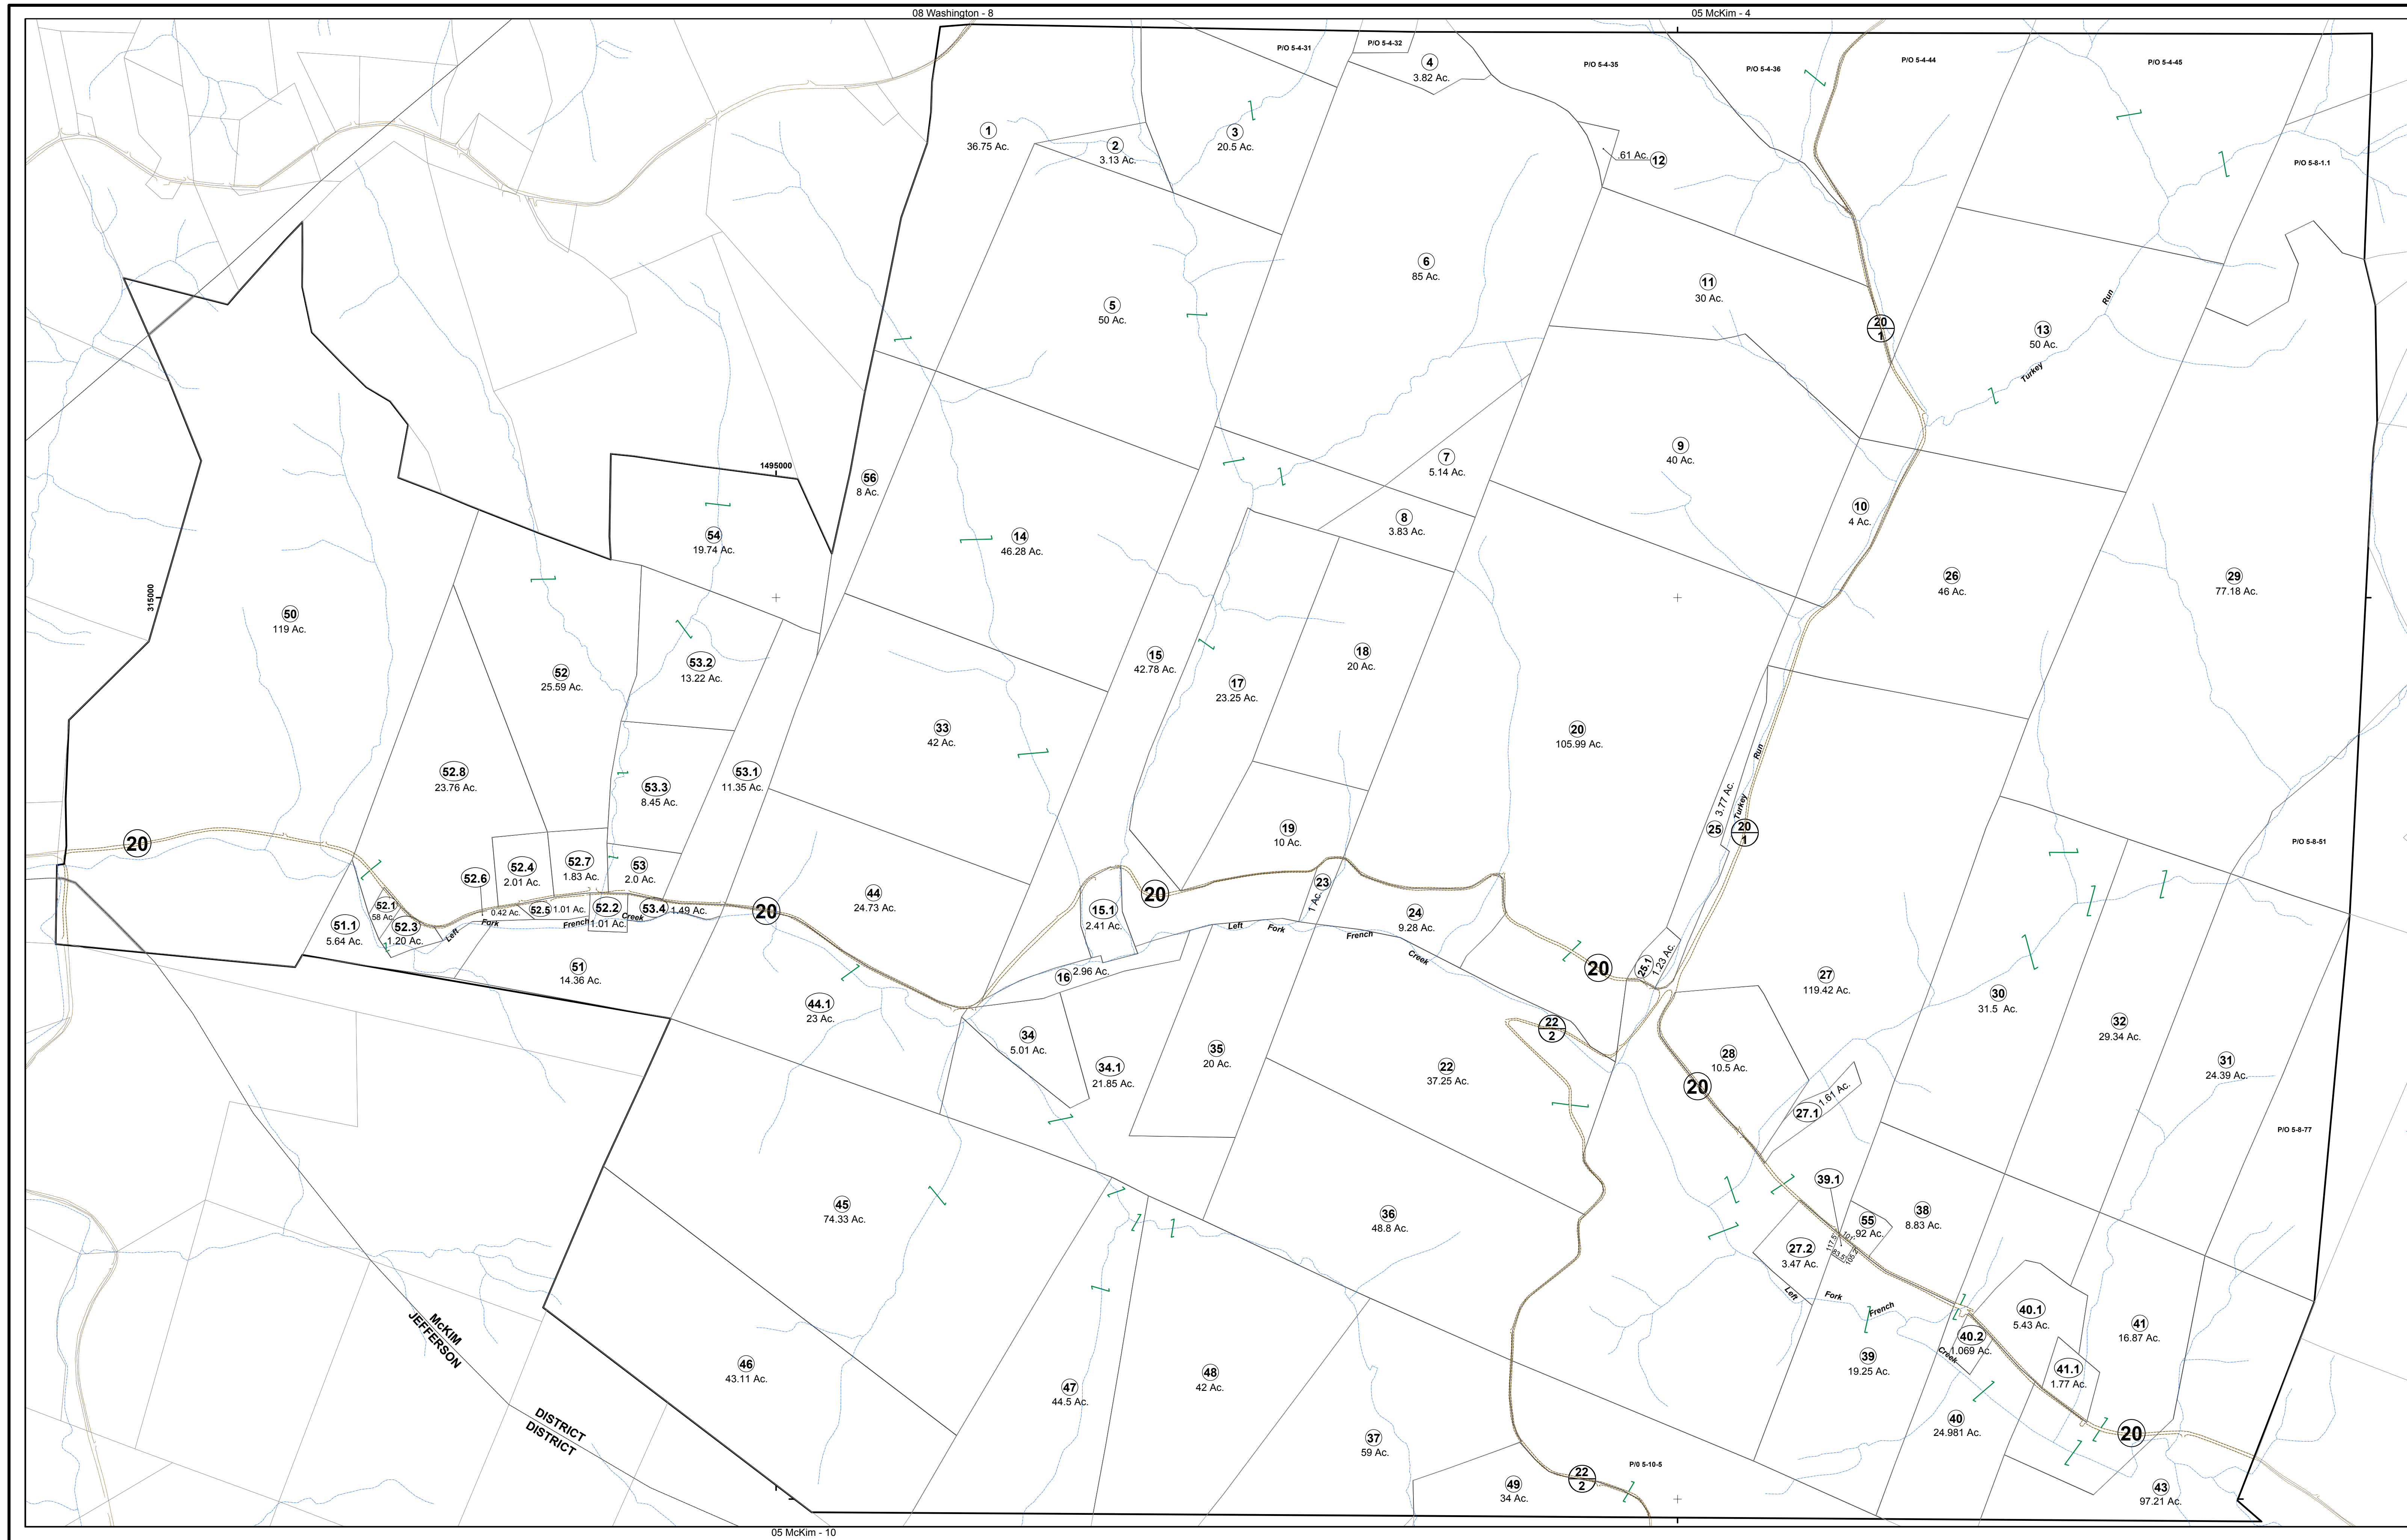 08 Washington - 8
05 McKim - 4
P/O 5-4-31
P/O 5-4-32
4
3.82 Ac.
P/O 5-4-35
P/O 5-4-36
P/O 5-4-44
P/O 5-4-45
1
36.75 Ac.
2
3.13 Ac.
3
20.5 Ac.
.61 Ac.
12
P/O 5-8-1.1
5
50 Ac.
6
85 Ac.
11
30 Ac.
20
1
13
50 Ac.
Run
Turkey
1495000
56
8 Ac.
7
5.14 Ac.
9
40 Ac.
54
19.74 Ac.
14
46.28 Ac.
8
3.83 Ac.
10
4 Ac.
315000
50
119 Ac.
26
46 Ac.
29
77.18 Ac.
52
25.59 Ac.
53.2
13.22 Ac.
15
42.78 Ac.
17
23.25 Ac.
18
20 Ac.
33
42 Ac.
20
105.99 Ac.
Run
52.8
23.76 Ac.
53.3
8.45 Ac.
53.1
11.35 Ac.
3.77 Ac.
Turkey
25
20
1
20
19
10 Ac.
P/O 5-8-51
52.6
52.4
2.01 Ac.
52.7
1.83 Ac.
53
2.0 Ac.
44
24.73 Ac.
20
23
1 Ac.
52.1
.58 Ac.
0.42 Ac.
52.5
1.01 Ac.
52.2
1.01 Ac.
53.4
1.49 Ac.
20
15.1
2.41 Ac.
24
9.28 Ac.
51.1
5.64 Ac.
52.3
1.20 Ac.
Left
Fork
French
Creek
Left
Fork
French
Creek
51
14.36 Ac.
16
2.96 Ac.
20
25.1
1.23 Ac.
27
119.42 Ac.
44.1
23 Ac.
30
31.5 Ac.
34
5.01 Ac.
35
20 Ac.
22
2
32
29.34 Ac.
34.1
21.85 Ac.
22
37.25 Ac.
28
10.5 Ac.
31
24.39 Ac.
20
27.1
1.61 Ac.
P/O 5-8-77
39.1
45
74.33 Ac.
36
48.8 Ac.
55
.92 Ac.
38
8.83 Ac.
27.2
3.47 Ac.
117.5
83.5
Left
Fork
French
Creek
McKIM
JEFFERSON
40.1
5.43 Ac.
41
16.87 Ac.
40.2
1.069 Ac.
46
43.11 Ac.
39
19.25 Ac.
41.1
1.77 Ac.
47
44.5 Ac.
48
42 Ac.
DISTRICT
DISTRICT
40
24.981 Ac.
20
37
59 Ac.
P/0 5-10-5
49
34 Ac.
22
2
43
97.21 Ac.
05 McKim - 10